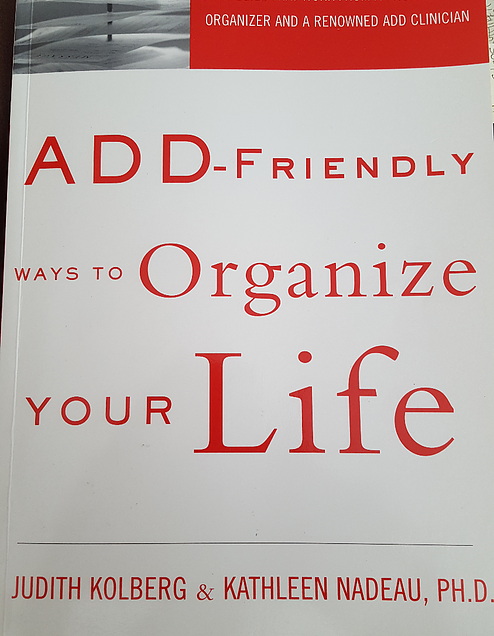 ORGANIZER AND A RENOWNED ADD CLINICIAN
ADD-FRIENDLY
WAYS TO Organize
YOUR Life
JUDITH KOLBERG & KATHLEEN NADEAU, PH.D.